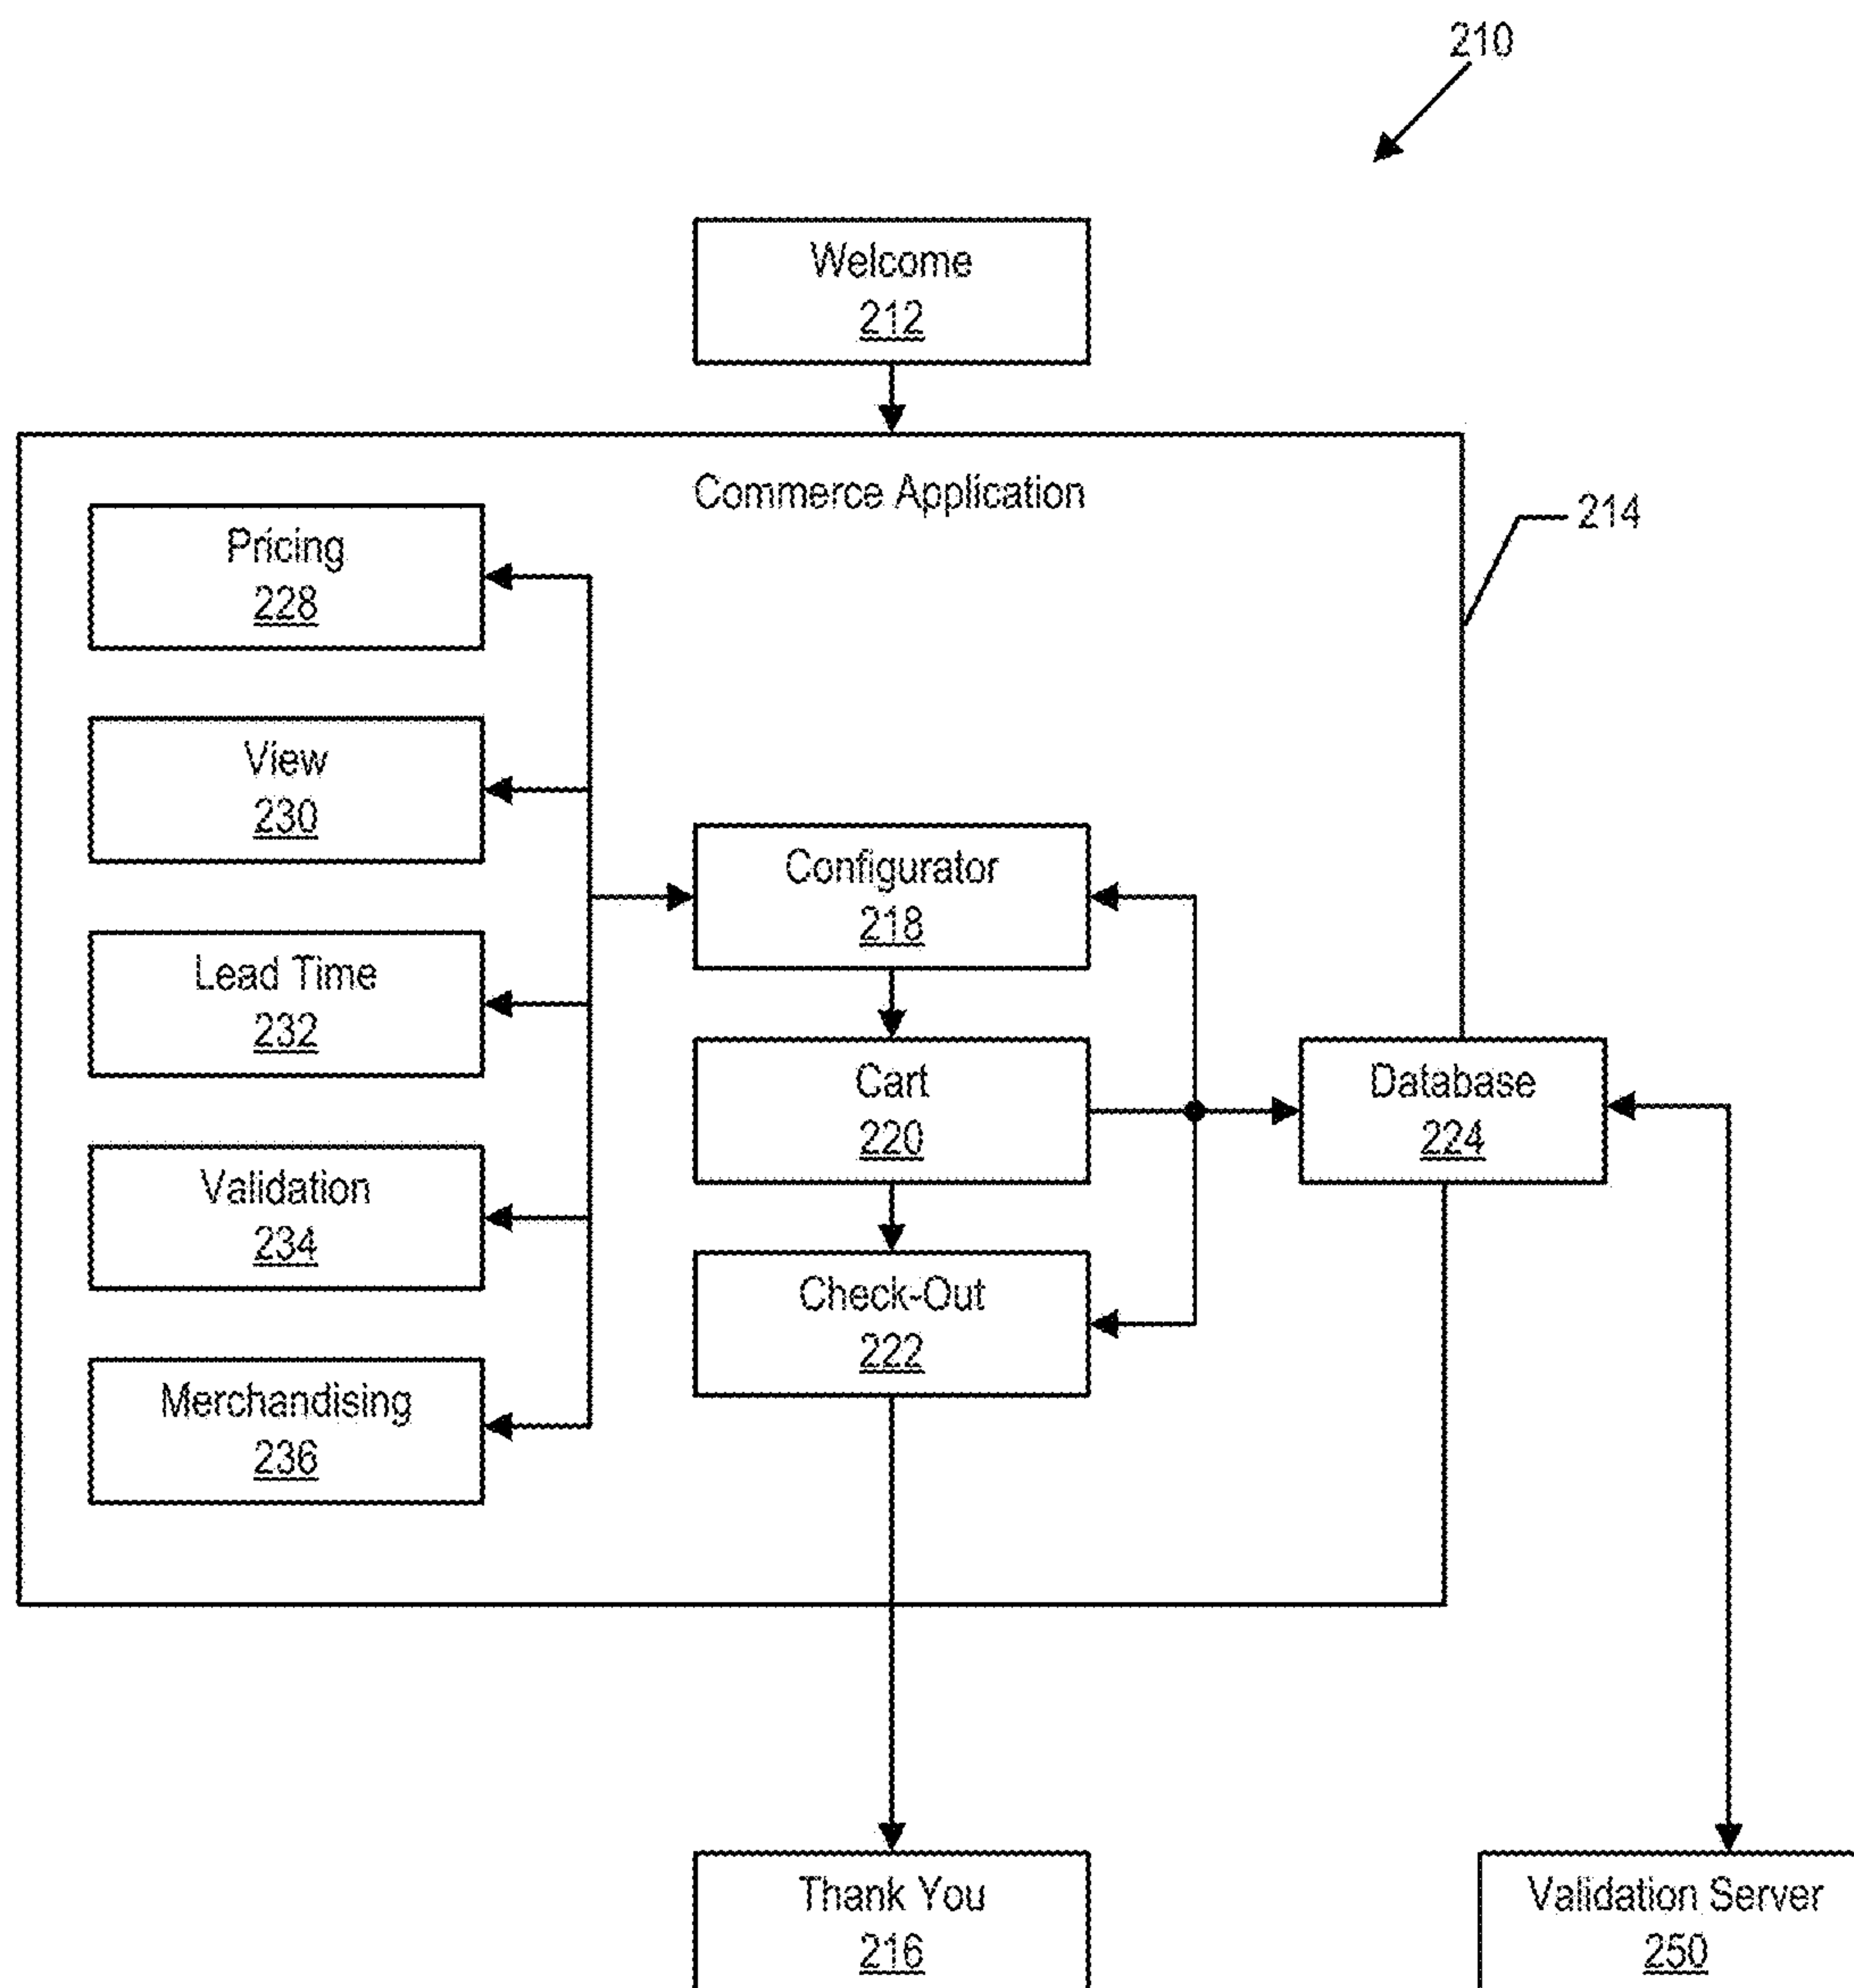 210
Welcome
212
Commerce Application
214
Pricing
228
View
230
Configurator
218
Lead Time
232
Cart
220
Database
224
Validation
234
Check-Out
222
Merchandising
236
Thank You
216
Validation Server
250